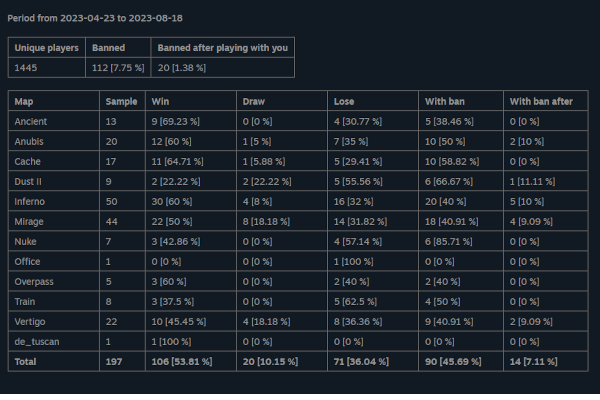 Period from 2023-04-23 to 2023-08-18
Unique players Banned Banned after playing with you
1445 112 [7.75 %] 20 [1.38 %]
Map Sample Win Draw Lose With ban With ban after
Ancient 13 9 [69.23 %] 0 [0 %] 4 [30.77 %] 5 [38.46 %] 0 [0 %]
Anubis 20 12 [60 %] 1 [5 %] 7 [35 %] 10 [50 %] 2 [10 %]
Cache 17 11 [64.71 %] 1 [5.88 %] 5 [29.41 %] 10 [58.82 %] 0 [0 %]
Dust II 9 2 [22.22 %] 2 [22.22 %] 5 [55.56 %] 6 [66.67 %] 1 [11.11 %]
Inferno 50 30 [60 %] 4 [8 %] 16 [32 %] 20 [40 %] 5 [10 %]
Mirage 44 22 [50 %] 8 [18.18 %] 14 [31.82 %] 18 [40.91 %] 4 [9.09 %]
Nuke 7 3 [42.86 %] 0 [0 %] 4 [57.14 %] 6 [85.71 %] 0 [0 %]
Office 1 0 [0 %] 0 [0 %] 1 [100 %] 0 [0 %] 0 [0 %]
Overpass 5 3 [60 %] 0 [0 %] 2 [40 %] 2 [40 %] 0 [0 %]
Train 8 3 [37.5 %] 0 [0 %] 5 [62.5 %] 4 [50 %] 0 [0 %]
Vertigo 22 10 [45.45 %] 4 [18.18 %] 8 [36.36 %] 9 [40.91 %] 2 [9.09 %]
de_tuscan 1 1 [100 %] 0 [0 %] 0 [0 %] 0 [0 %] 0 [0 %]
Total 197 106 [53.81 %] 20 [10.15 %] 71 [36.04 %] 90 [45.69 %] 14 [7.11 %]